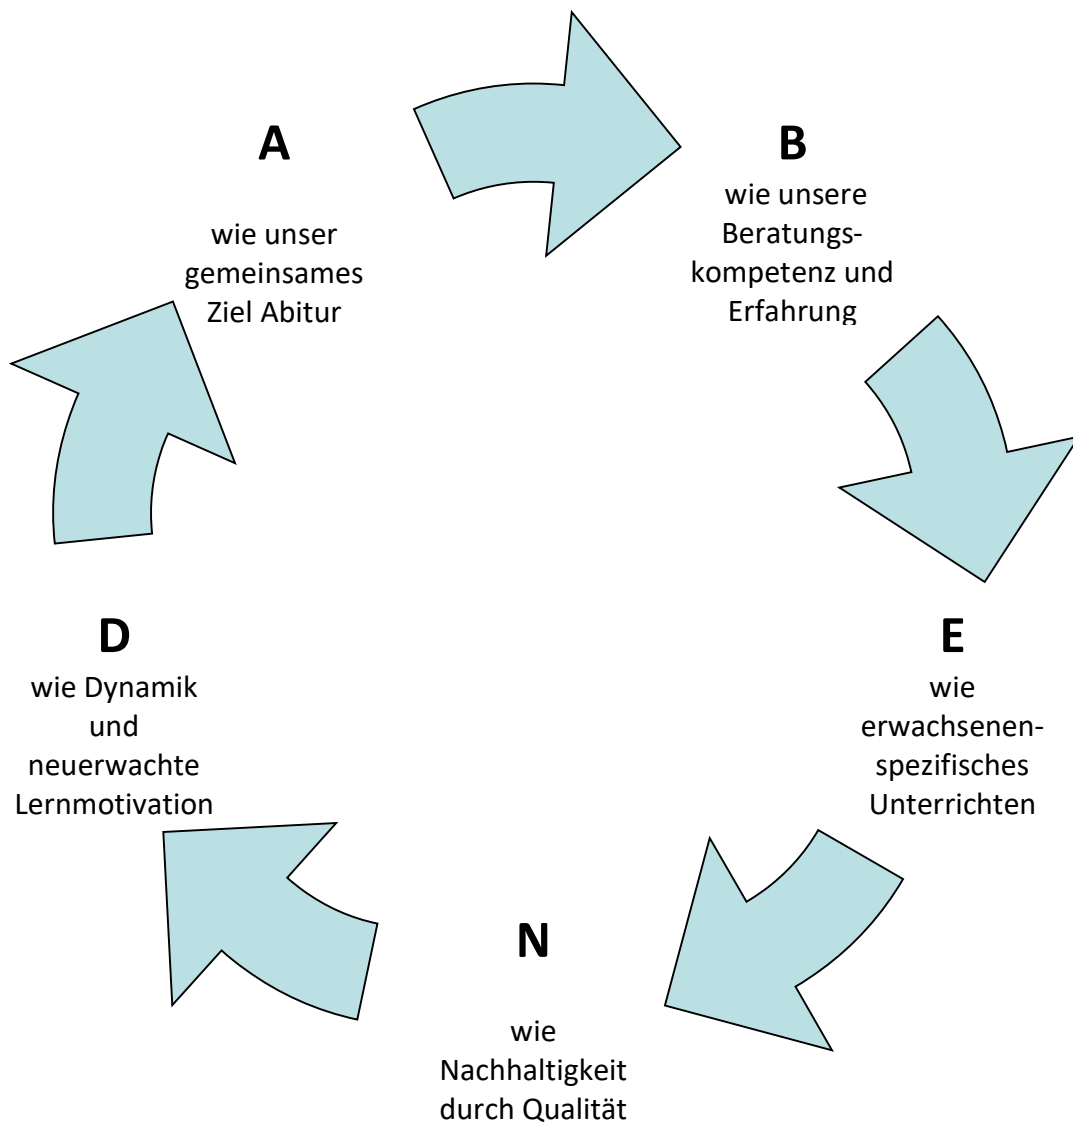 A
wie unser
gemeinsames
Ziel Abitur
B
wie unsere
Beratungs-
kompetenz und
Erfahrung
E
wie
erwachsenen-
spezifisches
Unterrichten
N
wie
Nachhaltigkeit
durch Qualität
D
wie Dynamik
und
neuerwachte
Lernmotivation